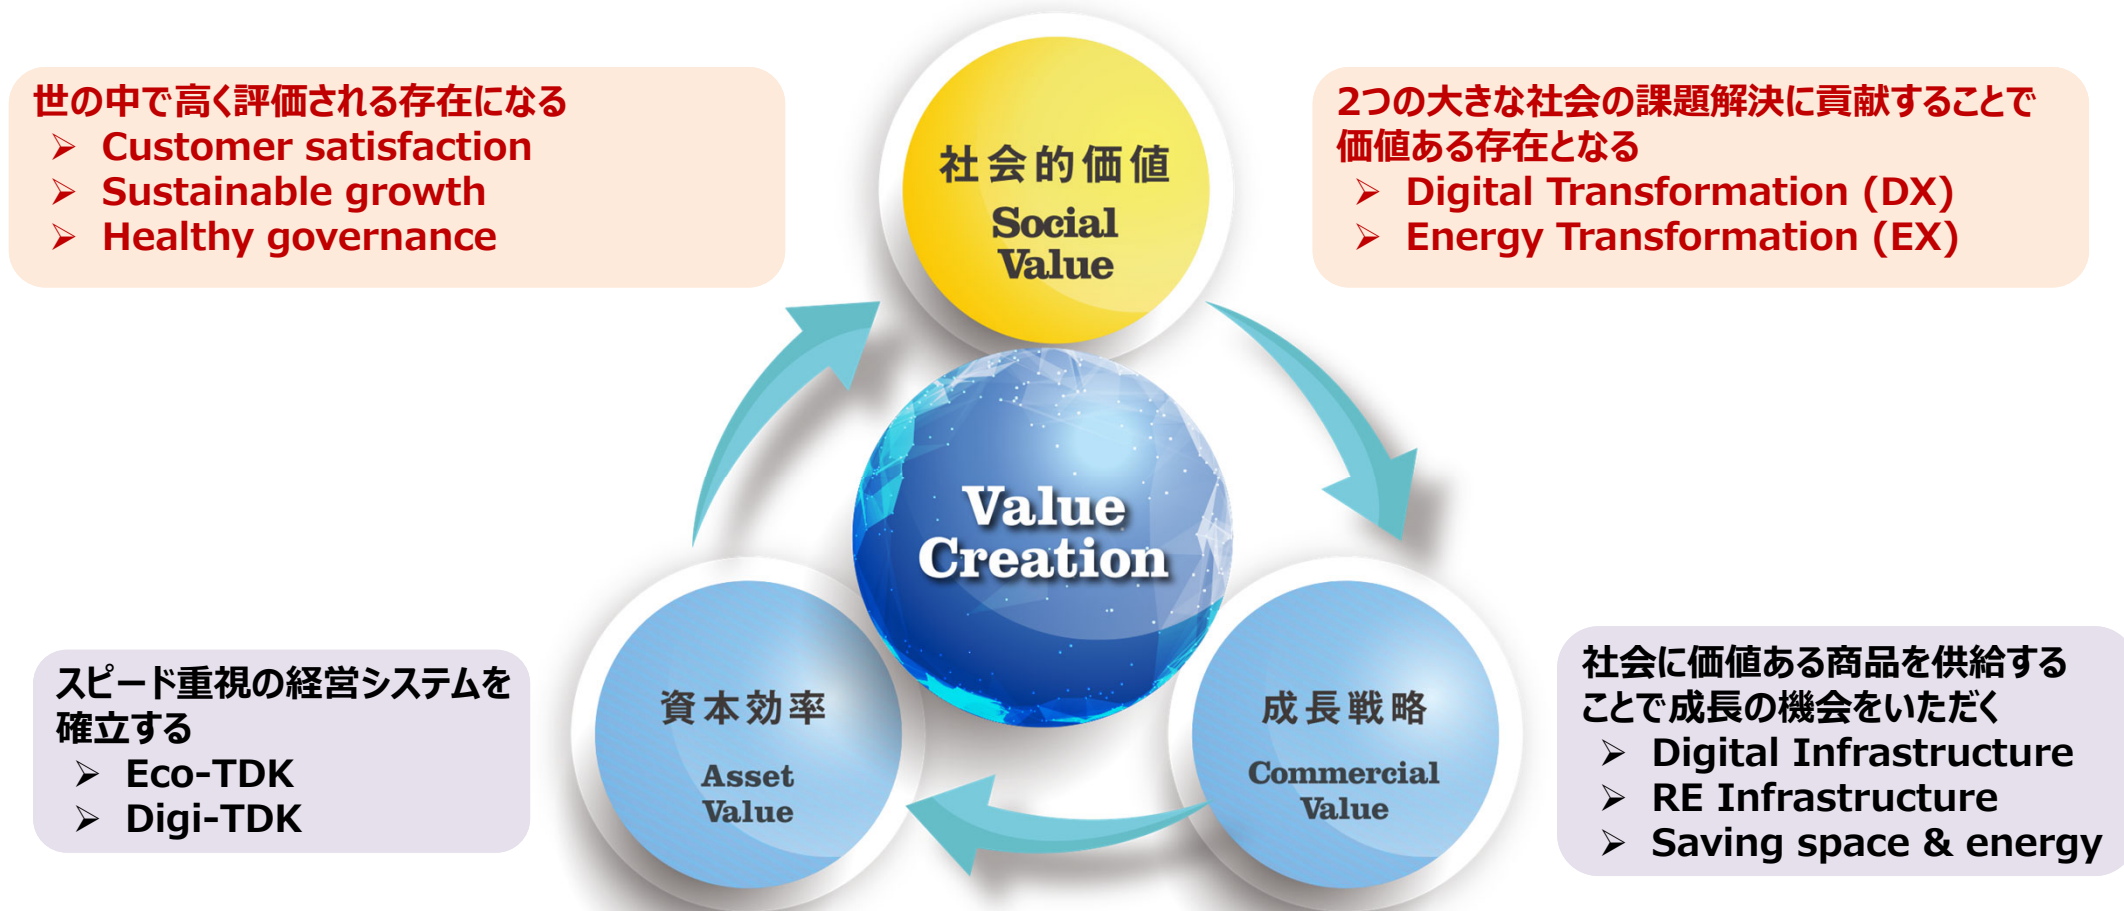 世の中で高く評価される存在になる
➢ Customer satisfaction
➢ Sustainable growth
➢ Healthy governance
社会的価値
Social
Value
2つの大きな社会の課題解決に貢献することで
価値ある存在となる
➢ Digital Transformation (DX)
➢ Energy Transformation (EX)
Value
Creation
スピード重視の経営システムを
確立する
➢ Eco-TDK
➢ Digi-TDK
資本効率
Asset
Value
成長戦略
Commercial
Value
社会に価値ある商品を供給する
ことで成長の機会をいただく
➢ Digital Infrastructure
➢ RE Infrastructure
➢ Saving space & energy